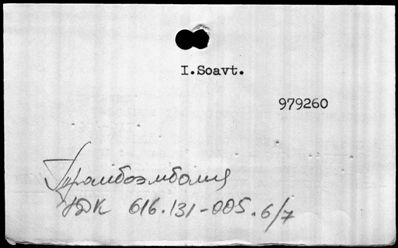 I.Soavt.
979260
Тромбоэмболия
УДК 616.131-005.6/7